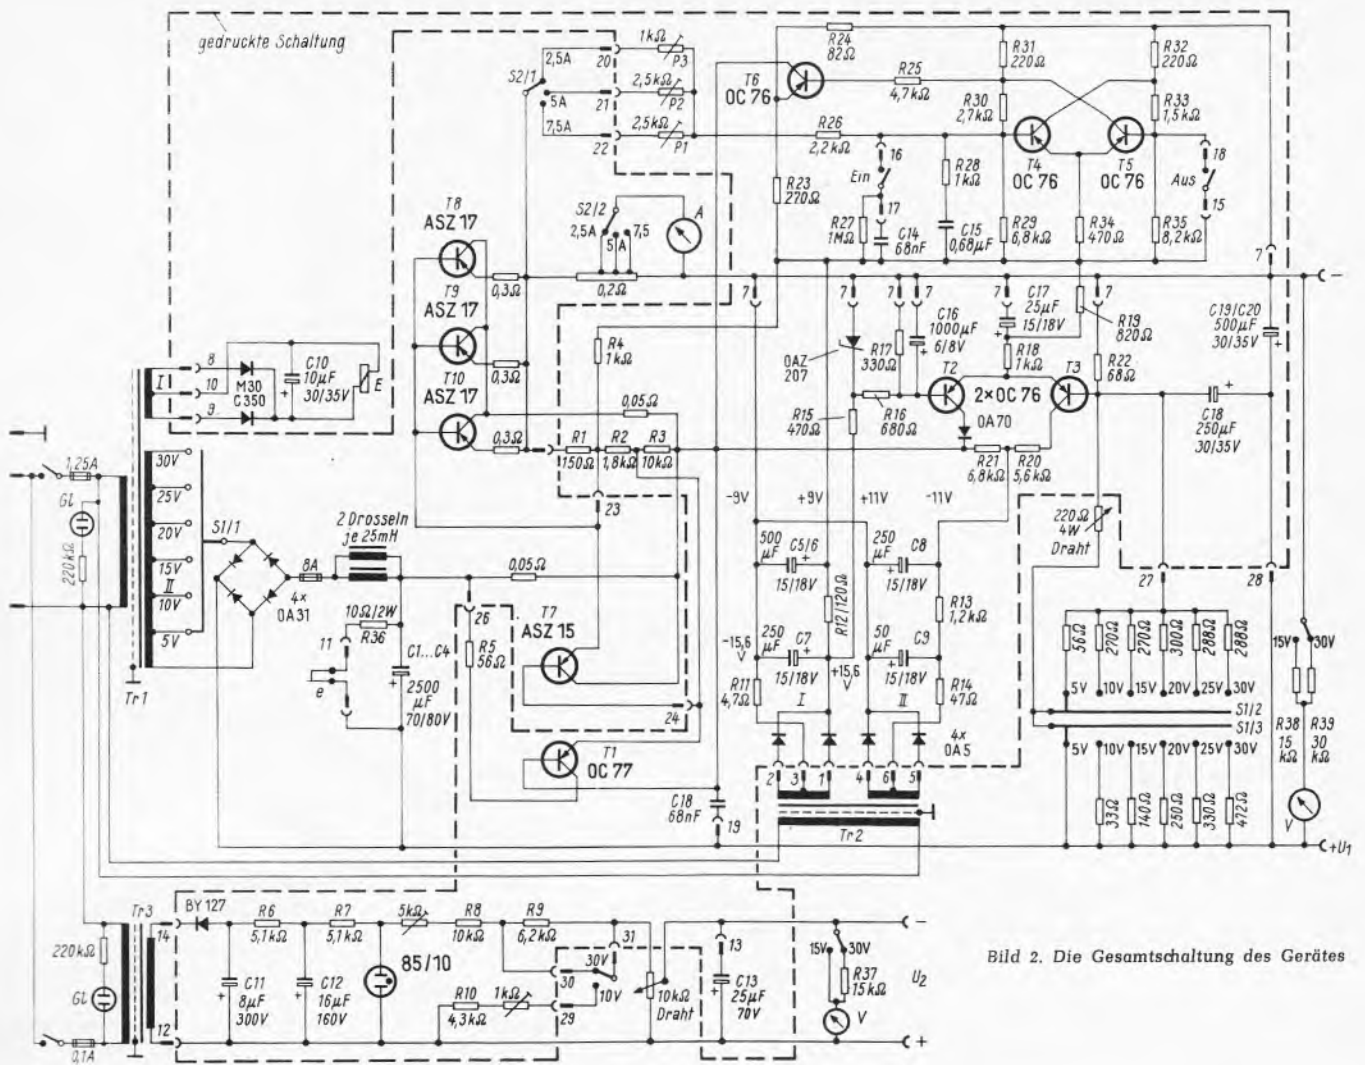 gedruckte Schaltung
2,5A
20
1kΩ
P3
S2/1
5A
21
2,5kΩ
P2
7,5A
22
2,5kΩ
P1
R24
82Ω
T6
OC 76
R25
4,7kΩ
R31
220Ω
R32
220Ω
R30
2,7kΩ
R33
1,5kΩ
R26
2,2kΩ
T4
OC 76
T5
OC 76
16
Ein
17
R28
1kΩ
18
Aus
15
R23
270Ω
R27
1MΩ
C14
68nF
C15
0,68µF
R29
6,8kΩ
R34
470Ω
R35
8,2kΩ
7
T8
ASZ 17
S2/2
2,5A
5
A
7,5
A
0,3Ω
0,2Ω
T9
ASZ 17
0,3Ω
T10
ASZ 17
0,3Ω
7
7
7
7
7
7
−
R4
1kΩ
0,05Ω
R1
150Ω
R2
1,8kΩ
R3
10kΩ
23
OAZ
207
R17
330Ω
C16
1000µF
6/8V
C17
25µF
15/18V
R18
1kΩ
R19
820Ω
R22
68Ω
C19/C20
500µF
30/35V
R15
470Ω
R16
680Ω
T2
2×OC 76
T3
OA70
R21
6,8kΩ
R20
5,6kΩ
C18
250µF
30/35V
8
10
9
I
M30
C350
C10
10µF
30/35V
E
1,25A
Gl
220kΩ
Tr1
30V
25V
20V
15V
II
10V
5V
S1/1
4×
OA31
8A
2 Drosseln
je 25mH
10Ω/2W
R36
11
e
C1...C4
2500
µF
70/80V
26
R5
56Ω
0,05Ω
T7
ASZ 15
24
T1
OC 77
C18
68nF
19
−9V
+9V
+11V
−11V
500
µF
C5/6
15/18V
250
µF
C8
15/18V
R12/120Ω
R13
1,2kΩ
−15,6
V
250
µF
C7
15/18V
+15,6
V
50
µF
C9
15/18V
R11
4,7Ω
I
II
R14
47Ω
4×
OA5
2
3
1
4
6
5
Tr2
220Ω
4W
Draht
27
28
56Ω
270Ω
270Ω
300Ω
288Ω
288Ω
5V
10V
15V
20V
25V
30V
S1/2
S1/3
5V
10V
15V
20V
25V
30V
33Ω
140Ω
250Ω
330Ω
472Ω
15V
30V
R38
15
kΩ
R39
30
kΩ
V
+U1
Tr3
14
12
220kΩ
Gl
0,1A
BY 127
R6
5,1kΩ
R7
5,1kΩ
5kΩ
R8
10kΩ
R9
6,2kΩ
C11
8µF
300V
C12
16µF
160V
85/10
R10
4,3kΩ
1kΩ
30
29
31
30V
10V
10kΩ
Draht
13
C13
25µF
70V
15V
30V
R37
15kΩ
V
−
U2
+
Bild 2. Die Gesamtschaltung des Gerätes